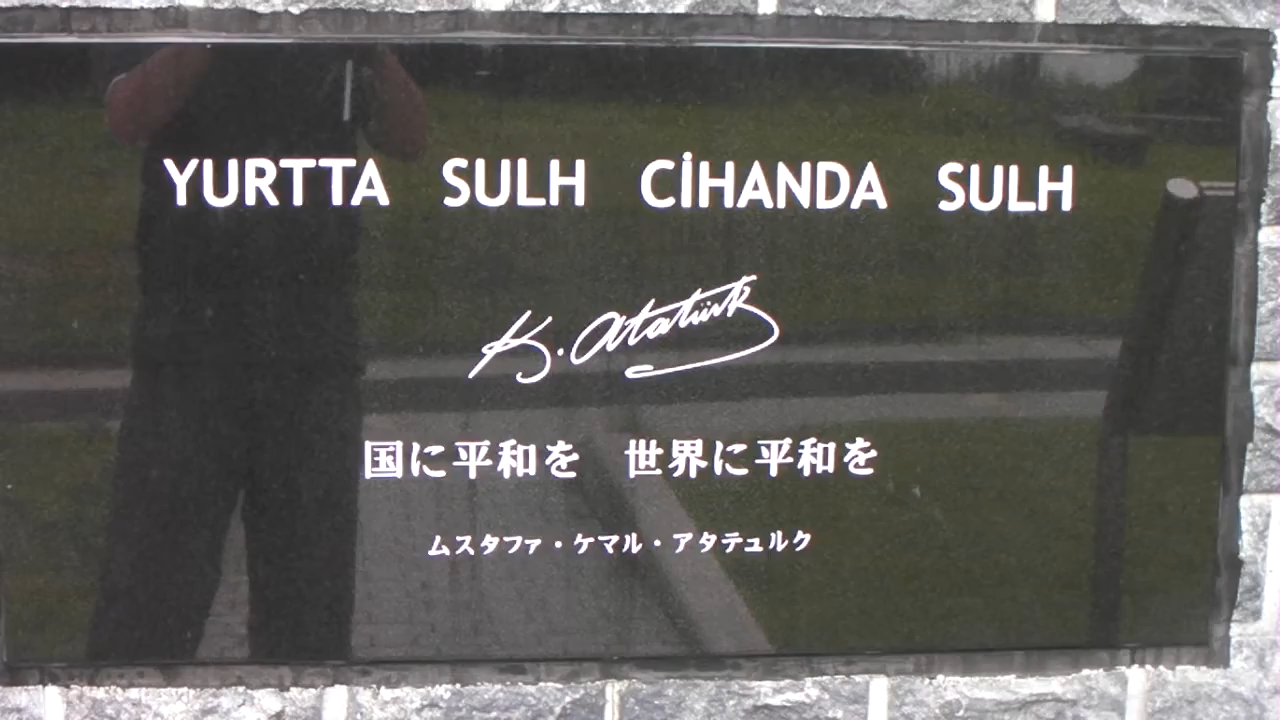 YURTTA SULH CİHANDA SULH
K. Atatürk
国に平和を 世界に平和を
ムスタファ・ケマル・アタテュルク